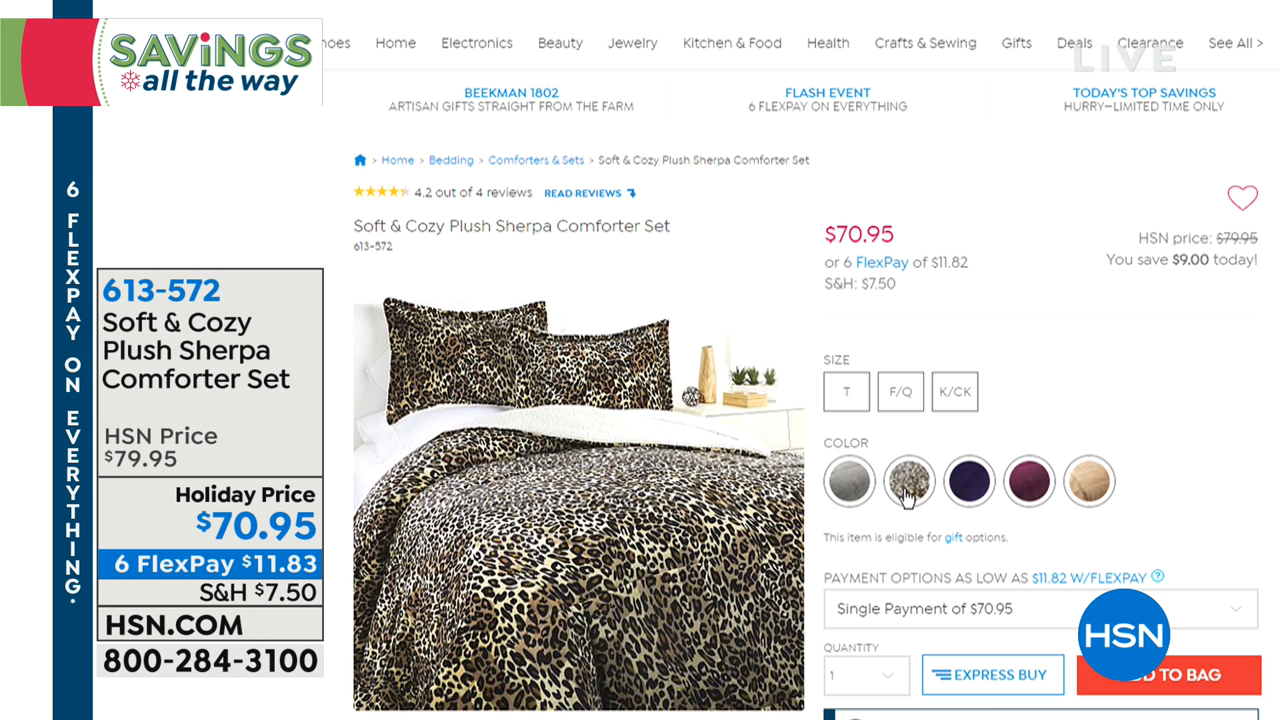 SAVINGS
all the way
Home
Electronics
Beauty
Jewelry
Kitchen & Food
Health
Crafts & Sewing
Gifts
Deals
Clearance
See All >
LIVE
BEEKMAN 1802
ARTISAN GIFTS STRAIGHT FROM THE FARM
FLASH EVENT
6 FLEXPAY ON EVERYTHING
TODAY'S TOP SAVINGS
HURRY-LIMITED TIME ONLY
> Home > Bedding > Comforters & Sets > Soft & Cozy Plush Sherpa Comforter Set
4.2 out of 4 reviews READ REVIEWS
Soft & Cozy Plush Sherpa Comforter Set
613-572
$70.95
or 6 FlexPay of $11.82
S&H: $7.50
HSN price: $79.95
You save $9.00 today!
6 FLEXPAY ON EVERYTHING.
613-572
Soft & Cozy
Plush Sherpa
Comforter Set
HSN Price
$79.95
Holiday Price
$70.95
6 FlexPay $11.83
S&H $7.50
HSN.COM
800-284-3100
SIZE
T
F/Q
K/CK
COLOR
This item is eligible for gift options.
PAYMENT OPTIONS AS LOW AS $11.82 W/FLEXPAY ?
Single Payment of $70.95
HSN
QUANTITY
1
EXPRESS BUY
TO BAG